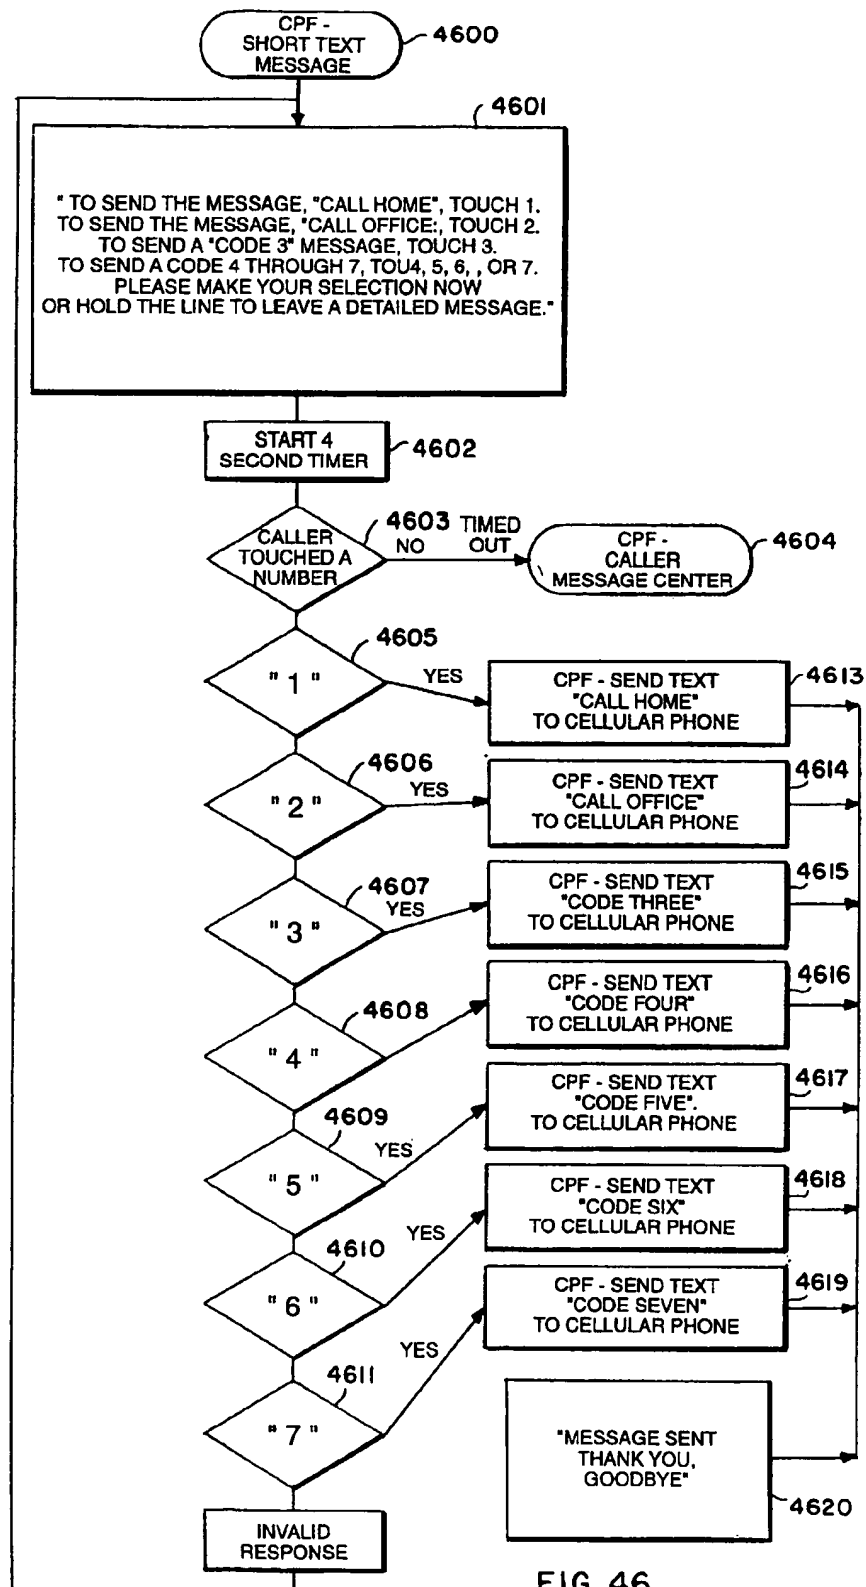 CPF -
SHORT TEXT
MESSAGE
4600
4601
" TO SEND THE MESSAGE, "CALL HOME", TOUCH 1.
TO SEND THE MESSAGE, "CALL OFFICE:, TOUCH 2.
TO SEND A "CODE 3" MESSAGE, TOUCH 3.
TO SEND A CODE 4 THROUGH 7, TOU4, 5, 6, , OR 7.
PLEASE MAKE YOUR SELECTION NOW
OR HOLD THE LINE TO LEAVE A DETAILED MESSAGE."
START 4
SECOND TIMER
4602
CALLER
TOUCHED A
NUMBER
4603
NO
TIMED
OUT
CPF -
CALLER
MESSAGE CENTER
4604
" 1 "
4605
YES
CPF - SEND TEXT
"CALL HOME"
TO CELLULAR PHONE
4613
" 2 "
4606
YES
CPF - SEND TEXT
"CALL OFFICE"
TO CELLULAR PHONE
4614
" 3 "
4607
YES
CPF - SEND TEXT
"CODE THREE"
TO CELLULAR PHONE
4615
" 4 "
4608
CPF - SEND TEXT
"CODE FOUR"
TO CELLULAR PHONE
4616
" 5 "
4609
YES
CPF - SEND TEXT
"CODE FIVE".
TO CELLULAR PHONE
4617
" 6 "
4610
YES
CPF - SEND TEXT
"CODE SIX"
TO CELLULAR PHONE
4618
" 7 "
4611
YES
CPF - SEND TEXT
"CODE SEVEN"
TO CELLULAR PHONE
4619
"MESSAGE SENT
THANK YOU,
GOODBYE"
4620
INVALID
RESPONSE
FIG 46